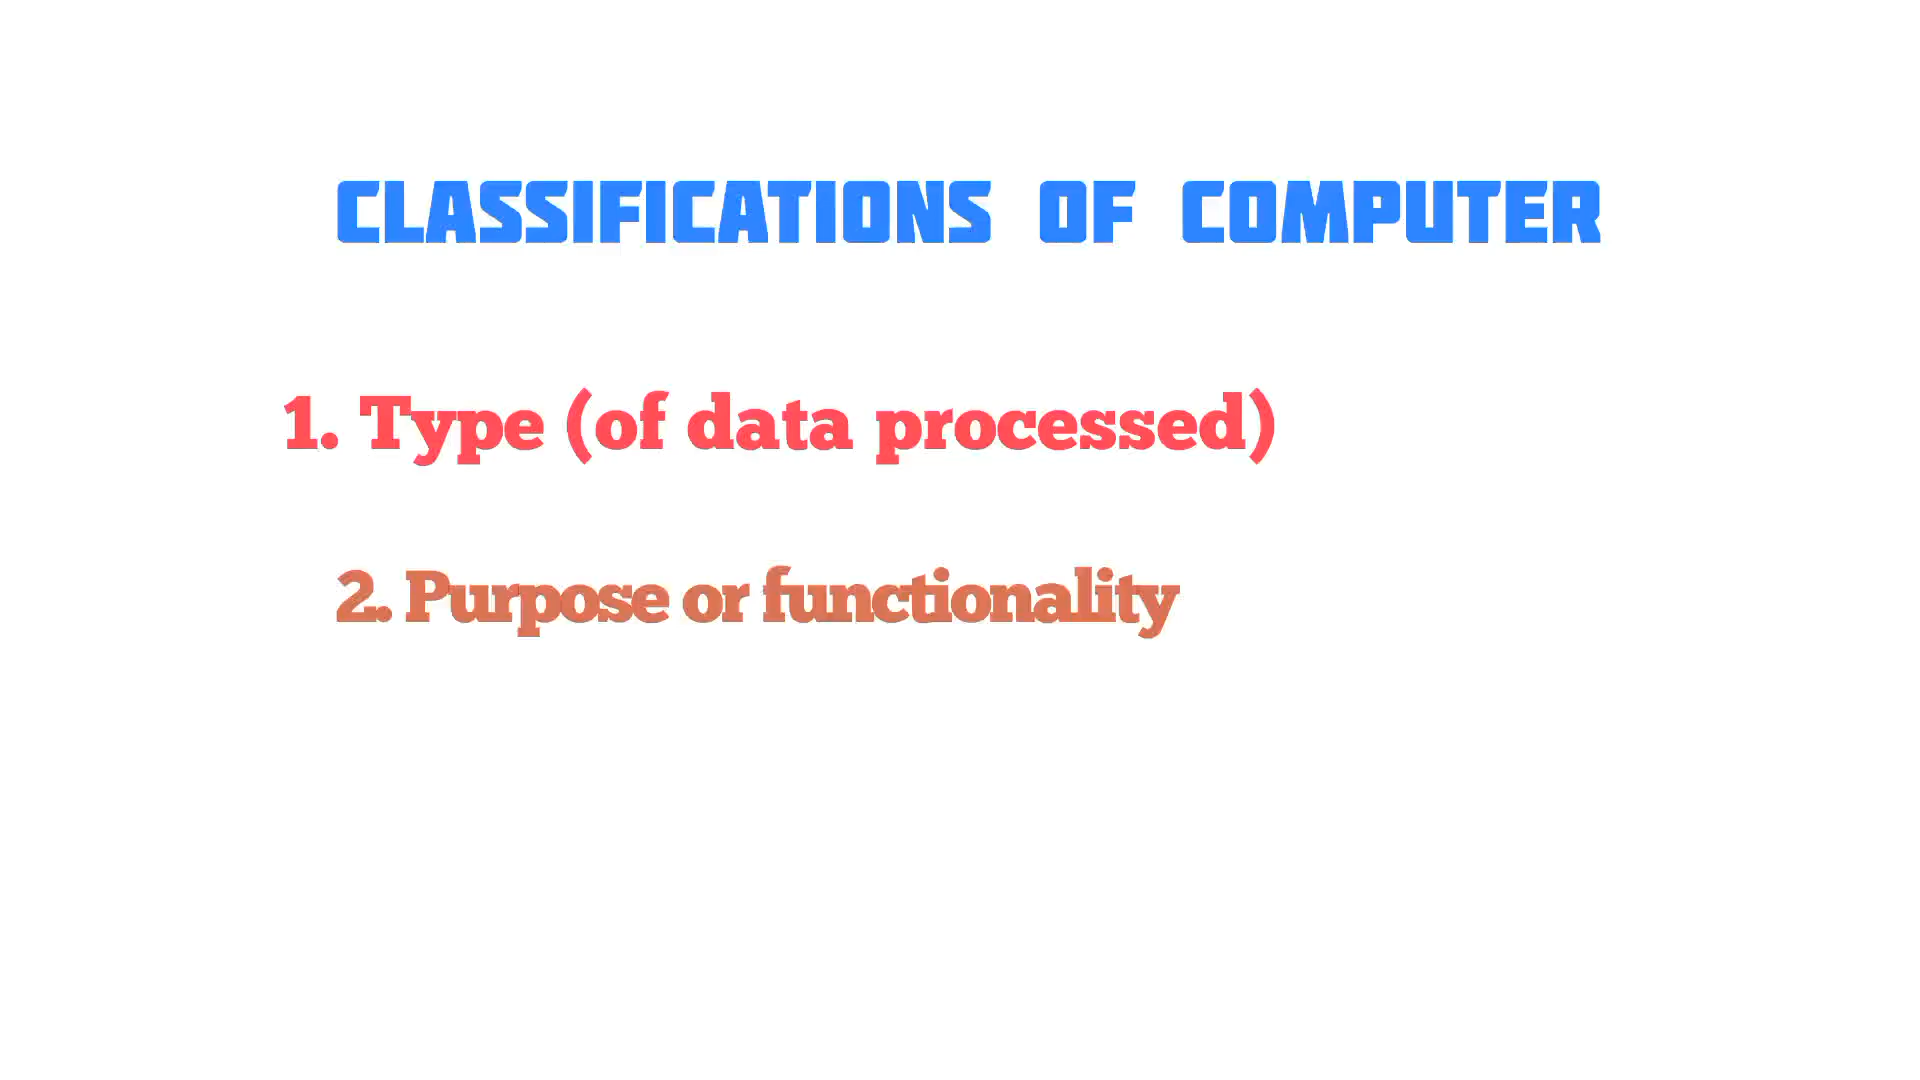 CLASSIFICATIONS OF COMPUTER
1. Type (of data processed)
2. Purpose or functionality